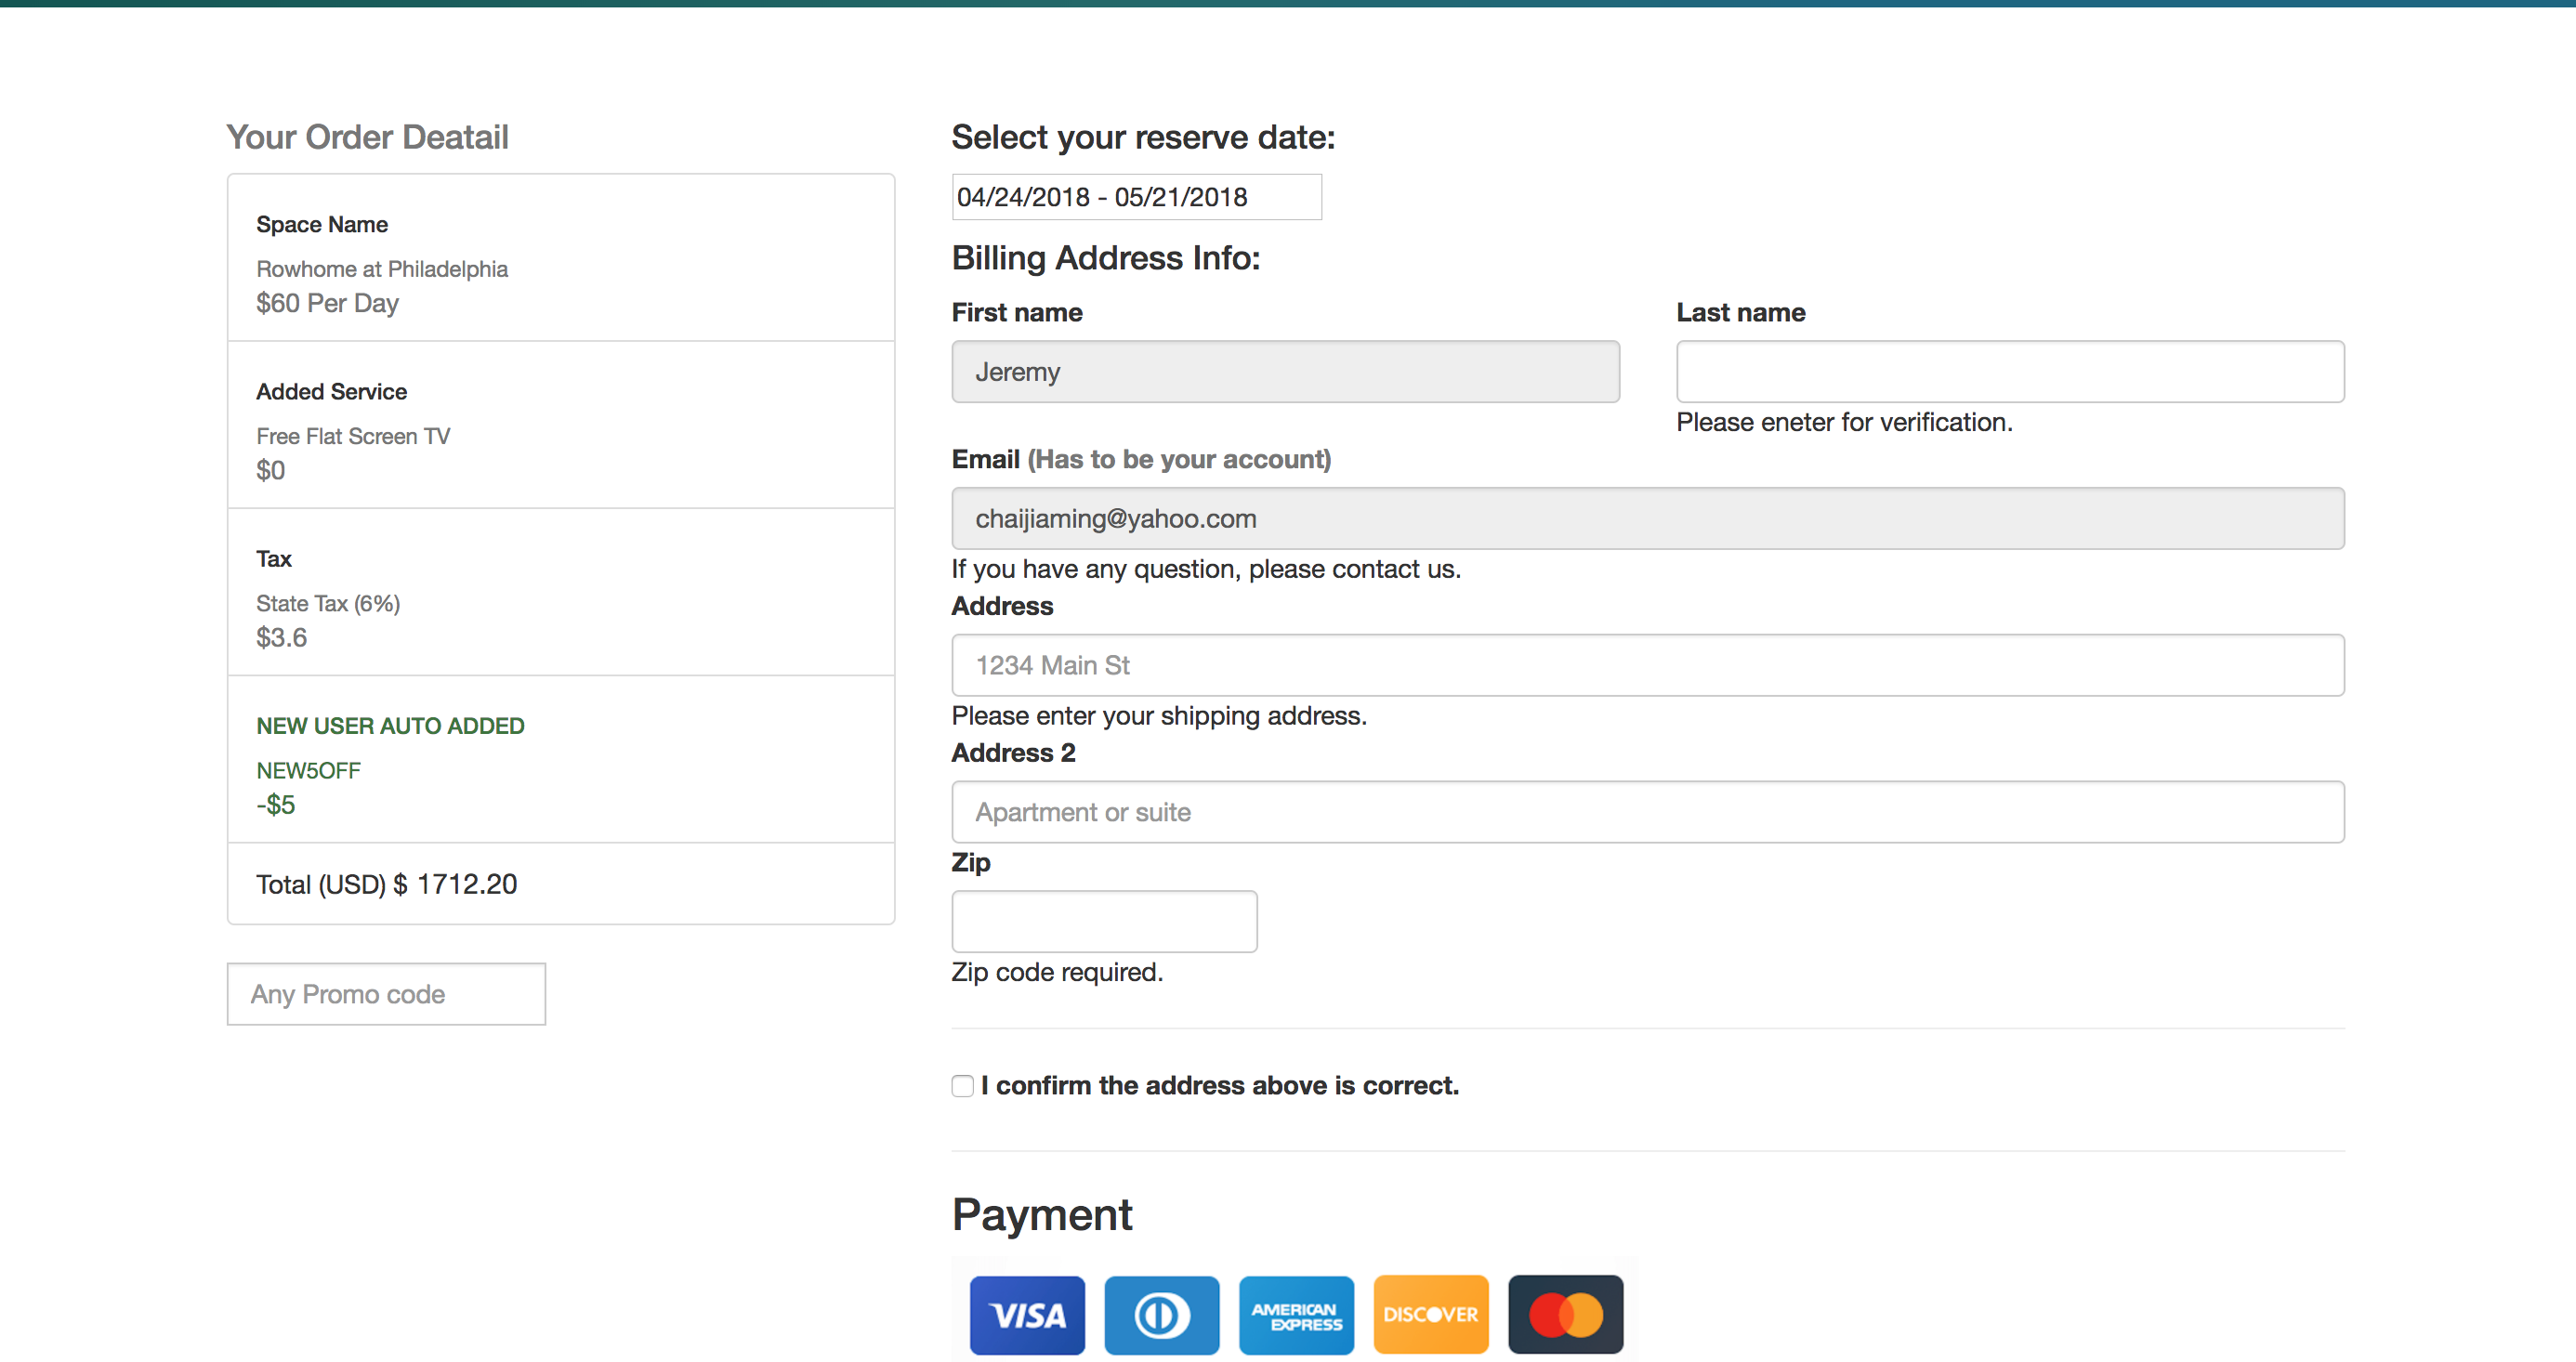 Your Order Deatail
Space Name
Rowhome at Philadelphia
$60 Per Day
Added Service
Free Flat Screen TV
$0
Tax
State Tax (6%)
$3.6
NEW USER AUTO ADDED
NEW5OFF
-$5
Total (USD) $ 1712.20
Any Promo code
Select your reserve date:
04/24/2018 - 05/21/2018
Billing Address Info:
First name
Last name
Jeremy
Please eneter for verification.
Email (Has to be your account)
chaijiaming@yahoo.com
If you have any question, please contact us.
Address
1234 Main St
Please enter your shipping address.
Address 2
Apartment or suite
Zip
Zip code required.
I confirm the address above is correct.
Payment
VISA
AMERICAN
EXPRESS
DISCOVER